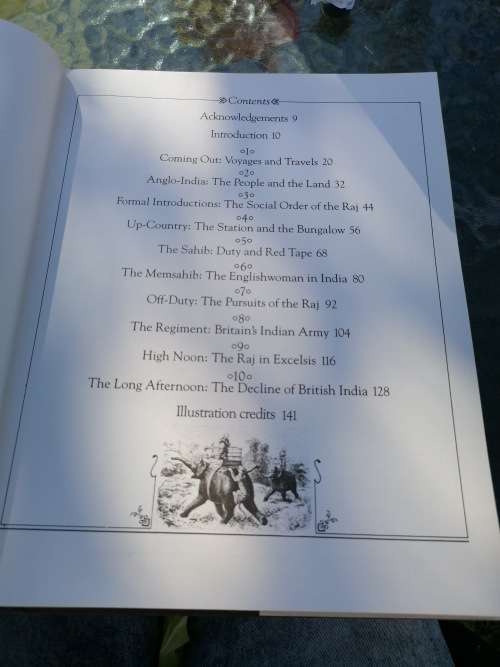 Contents
Acknowledgements 9
Introduction 10
1
Coming Out: Voyages and Travels 20
2
Anglo-India: The People and the Land 32
3
Formal Introductions: The Social Order of the Raj 44
4
Up-Country: The Station and the Bungalow 56
5
The Sahib: Duty and Red Tape 68
6
The Memsahib: The Englishwoman in India 80
7
Off-Duty: The Pursuits of the Raj 92
8
The Regiment: Britain's Indian Army 104
9
High Noon: The Raj in Excelsis 116
10
The Long Afternoon: The Decline of British India 128
Illustration credits 141